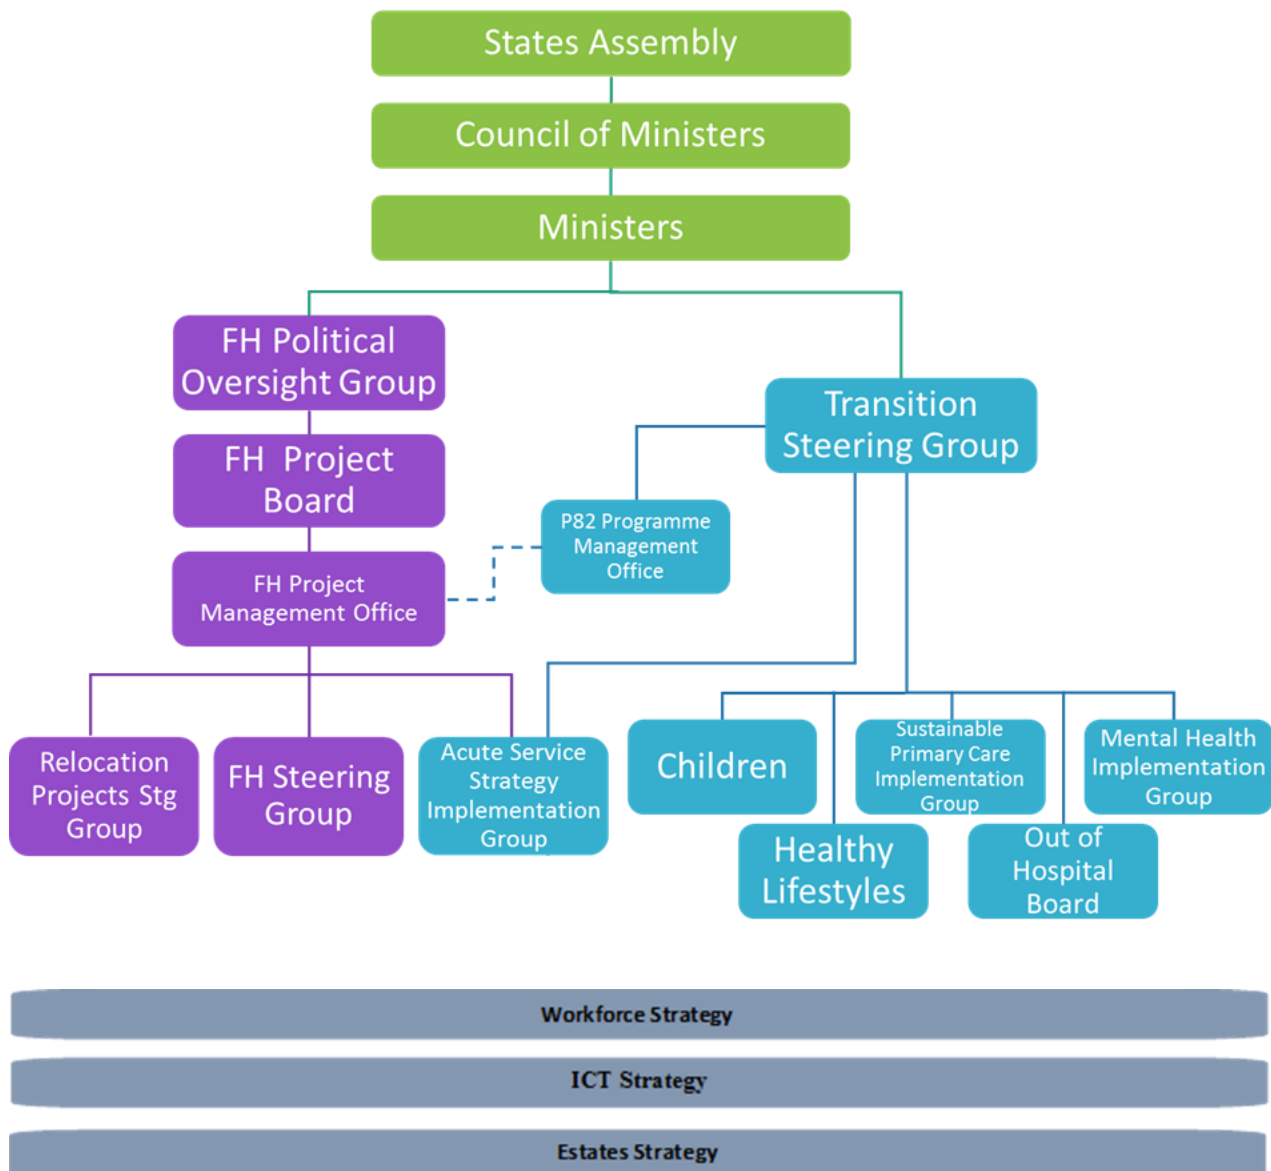 States Assembly
Council of Ministers
Ministers
FH Political
Oversight Group
Transition
Steering Group
FH Project
Board
P82 Programme
Management
Office
FH Project
Management Office
Relocation
Projects Stg
Group
FH Steering
Group
Acute Service
Strategy
Implementation
Group
Children
Sustainable
Primary Care
Implementation
Group
Mental Health
Implementation
Group
Healthy
Lifestyles
Out of
Hospital
Board
Workforce Strategy
ICT Strategy
Estates Strategy